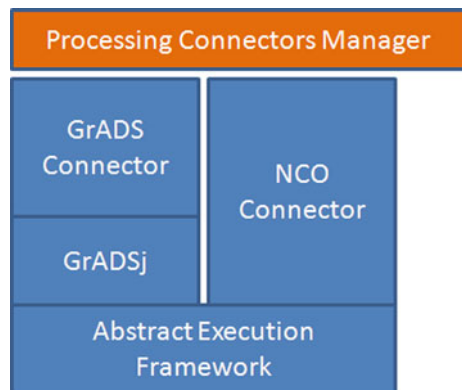 Processing Connectors Manager
GrADS
Connector
NCO
Connector
GrADSj
Abstract Execution
Framework